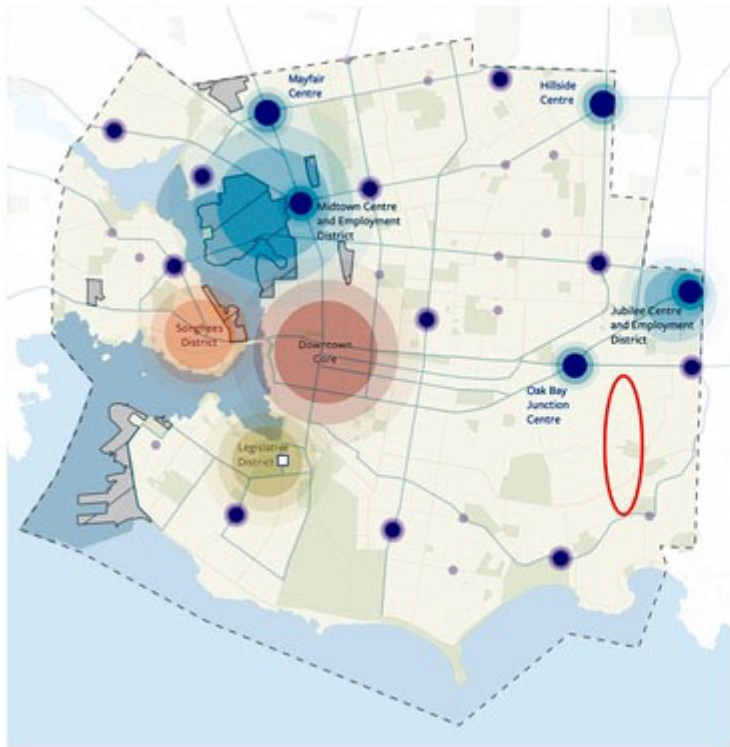 Mayfair
Centre
Hillside
Centre
Midtown Centre
and Employment
District
Jubilee Centre
and Employment
District
Songhees
District
Downtown
Core
Oak Bay
Junction
Centre
Legislative
District